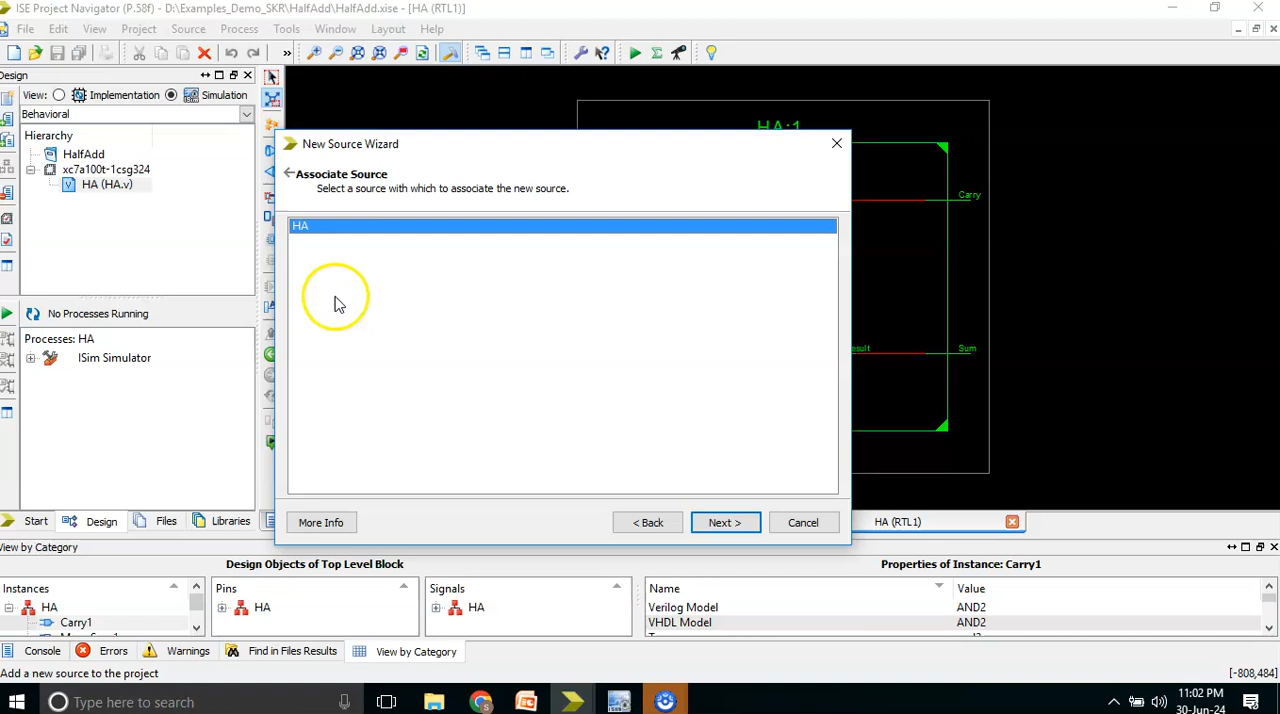 ISE Project Navigator (P.58f) - D:\Examples_Demo_SKR\HalfAdd\HalfAdd.xise - [HA (RTL1)]
File Edit View Project Source Process Tools Window Layout Help
»
Design
View: Implementation Simulation
Behavioral
Hierarchy
HalfAdd
xc7a100t-1csg324
HA (HA.v)
No Processes Running
Processes: HA
ISim Simulator
Start Design Files Libraries
New Source Wizard
Associate Source
Select a source with which to associate the new source.
HA
More Info < Back Next > Cancel
HA:1
Carry
esult Sum
HA (RTL1)
View by Category
Design Objects of Top Level Block Properties of Instance: Carry1
Instances Pins Signals Name Value
HA HA HA Verilog Model AND2
Carry1 VHDL Model AND2
Console Errors Warnings Find in Files Results View by Category
Add a new source to the project [-808,484]
Type here to search
11:02 PM
30-Jun-24